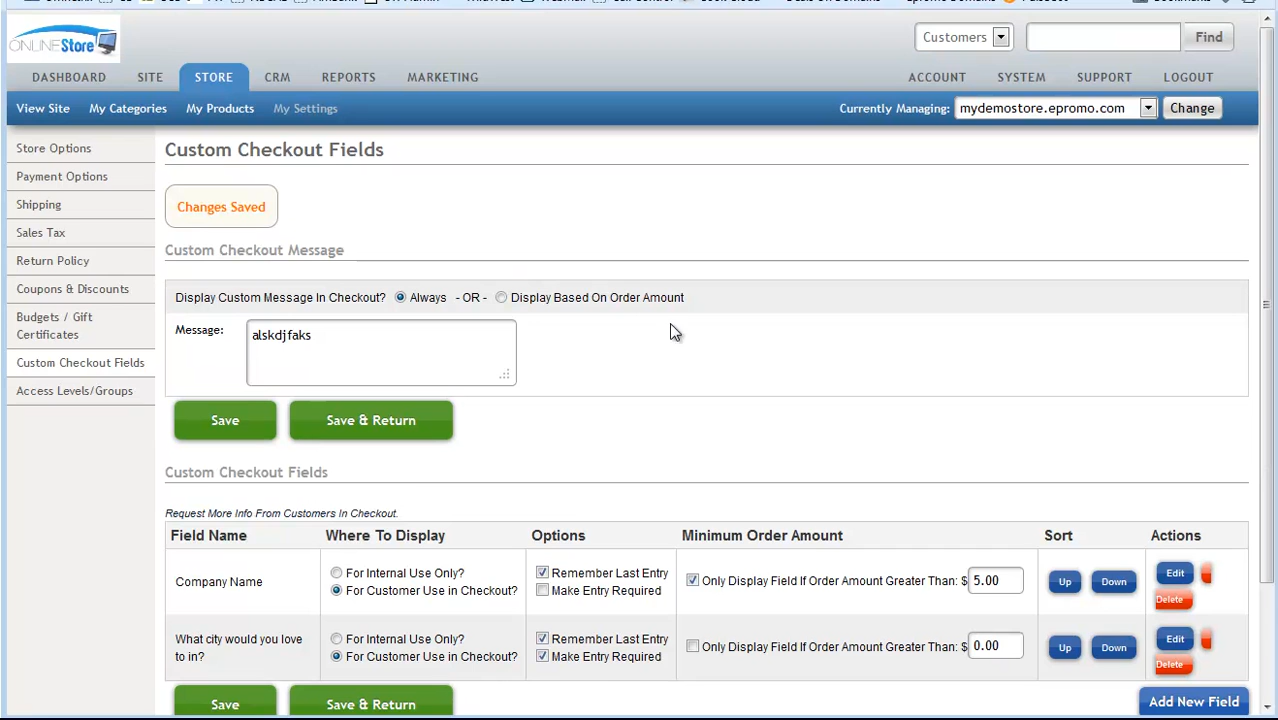 ONLINE Store
Customers
Find
DASHBOARD SITE STORE CRM REPORTS MARKETING ACCOUNT SYSTEM SUPPORT LOGOUT
View Site My Categories My Products My Settings Currently Managing: mydemostore.epromo.com Change
Store Options
Payment Options
Shipping
Sales Tax
Return Policy
Coupons & Discounts
Budgets / Gift
Certificates
Custom Checkout Fields
Access Levels/Groups
Custom Checkout Fields
Changes Saved
Custom Checkout Message
Display Custom Message In Checkout? Always - OR - Display Based On Order Amount
Message: alskdjfaks
Save Save & Return
Custom Checkout Fields
Request More Info From Customers In Checkout.
Field Name Where To Display Options Minimum Order Amount Sort Actions
Company Name
For Internal Use Only?
For Customer Use in Checkout?
Remember Last Entry
Make Entry Required
Only Display Field If Order Amount Greater Than: $ 5.00
Up Down
Edit
Delete
What city would you love
to in?
For Internal Use Only?
For Customer Use in Checkout?
Remember Last Entry
Make Entry Required
Only Display Field If Order Amount Greater Than: $ 0.00
Up Down
Edit
Delete
Save Save & Return
Add New Field